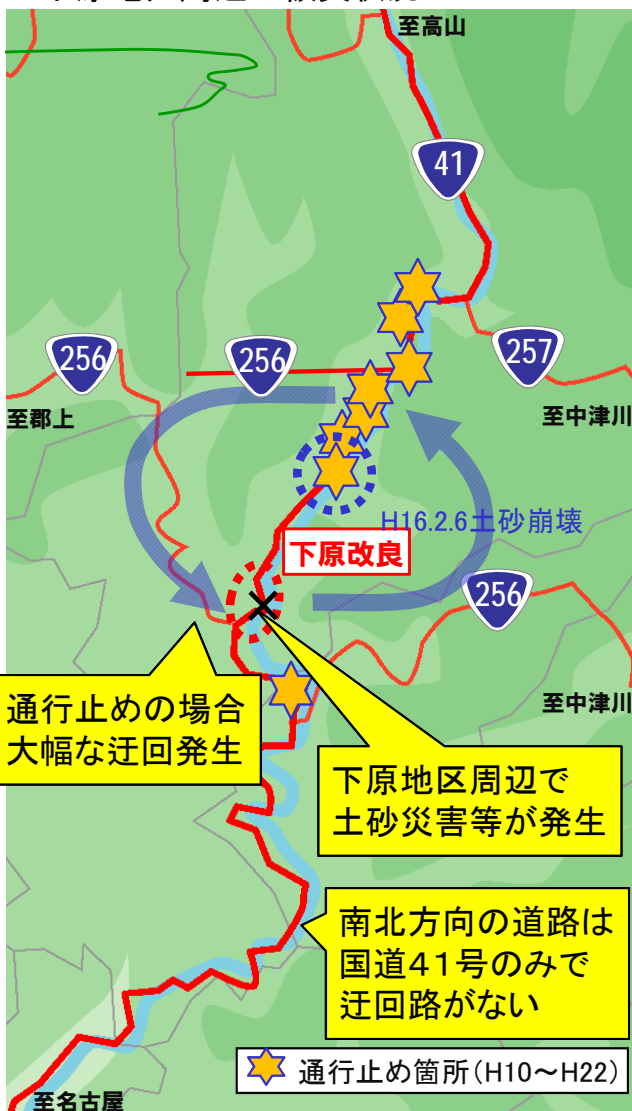 至高山
41
256
256
257
至郡上
至中津川
H16.2.6土砂崩壊
下原改良
256
至中津川
通行止めの場合
大幅な迂回発生
下原地区周辺で
土砂災害等が発生
南北方向の道路は
国道41号のみで
迂回路がない
通行止め箇所(H10～H22)
至名古屋